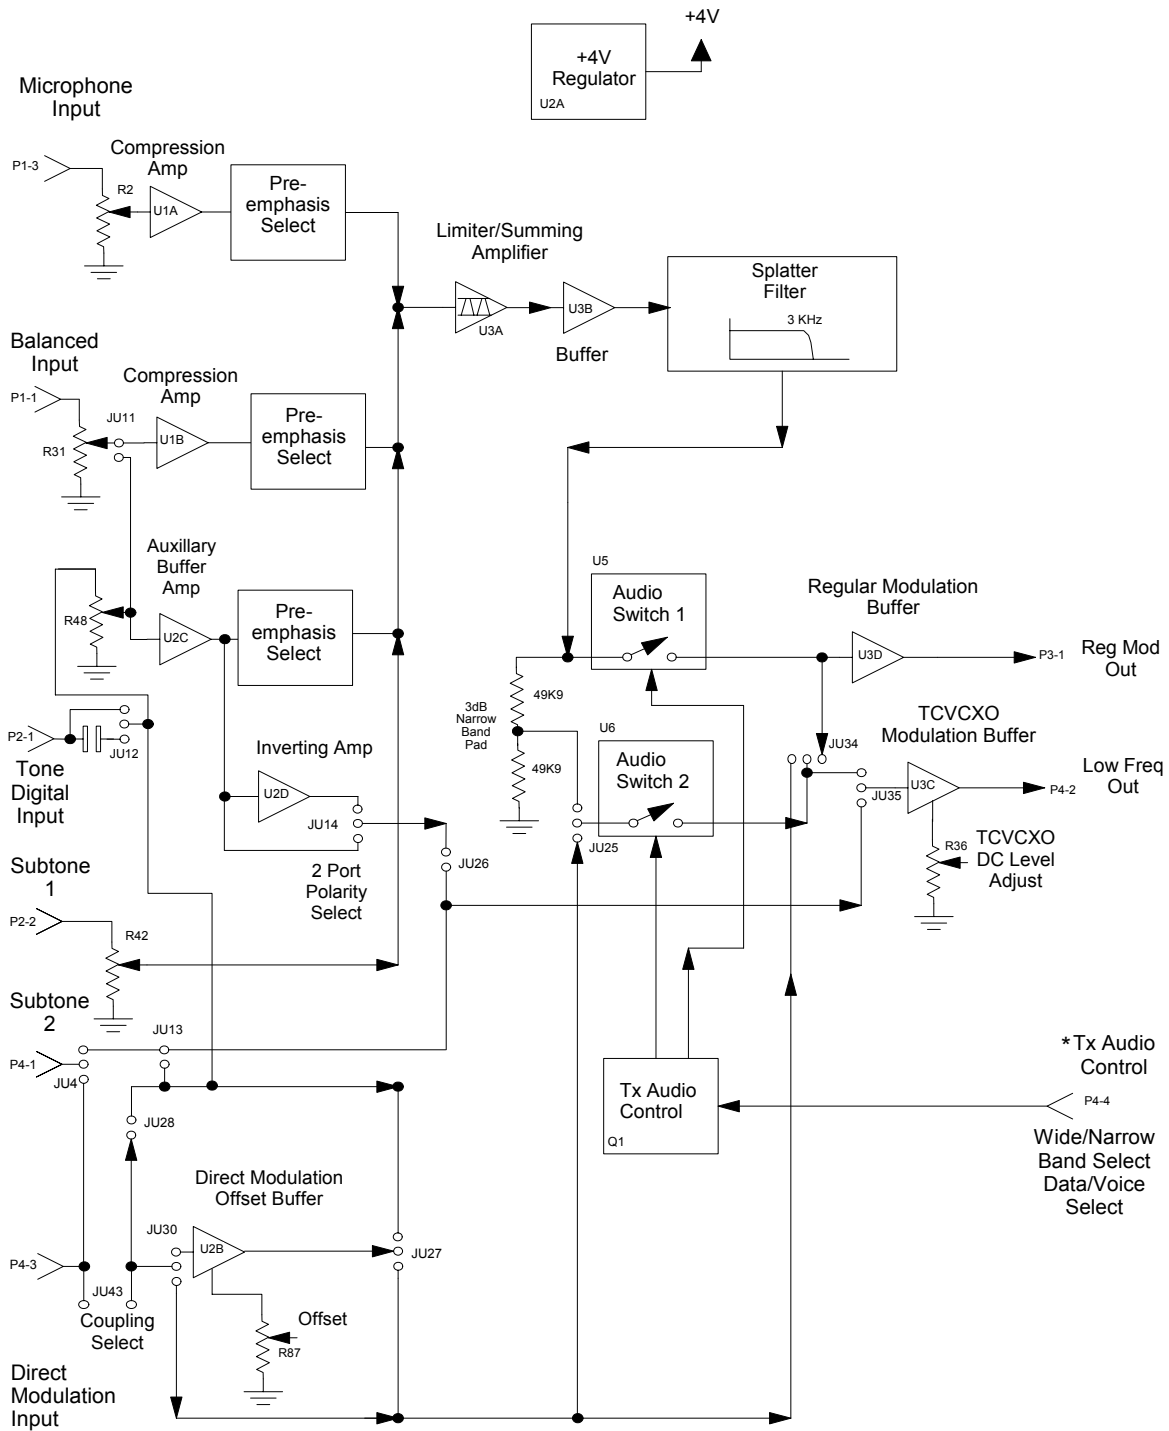 +4V
+4V
Regulator
U2A
Microphone
Input
P1-3
R2
Compression
Amp
U1A
Pre-
emphasis
Select
Limiter/Summing
Amplifier
U3A
U3B
Buffer
Splatter
Filter
3 KHz
Balanced
Input
P1-1
R31
JU11
Compression
Amp
U1B
Pre-
emphasis
Select
Auxillary
Buffer
Amp
R48
U2C
Pre-
emphasis
Select
U5
Audio
Switch 1
Regular Modulation
Buffer
U3D
P3-1
Reg Mod
Out
49K9
3dB
Narrow
Band
Pad
49K9
U6
Audio
Switch 2
JU25
JU34
TCVCXO
Modulation Buffer
JU35
U3C
P4-2
Low Freq
Out
R36
TCVCXO
DC Level
Adjust
P2-1
JU12
Tone
Digital
Input
Inverting Amp
U2D
JU14
2 Port
Polarity
Select
JU26
Subtone
1
P2-2
R42
Subtone
2
P4-1
JU4
JU13
JU28
Tx Audio
Control
Q1
*Tx Audio
Control
P4-4
Wide/Narrow
Band Select
Data/Voice
Select
Direct Modulation
Offset Buffer
JU30
U2B
JU27
P4-3
JU43
Coupling
Select
Offset
R87
Direct
Modulation
Input